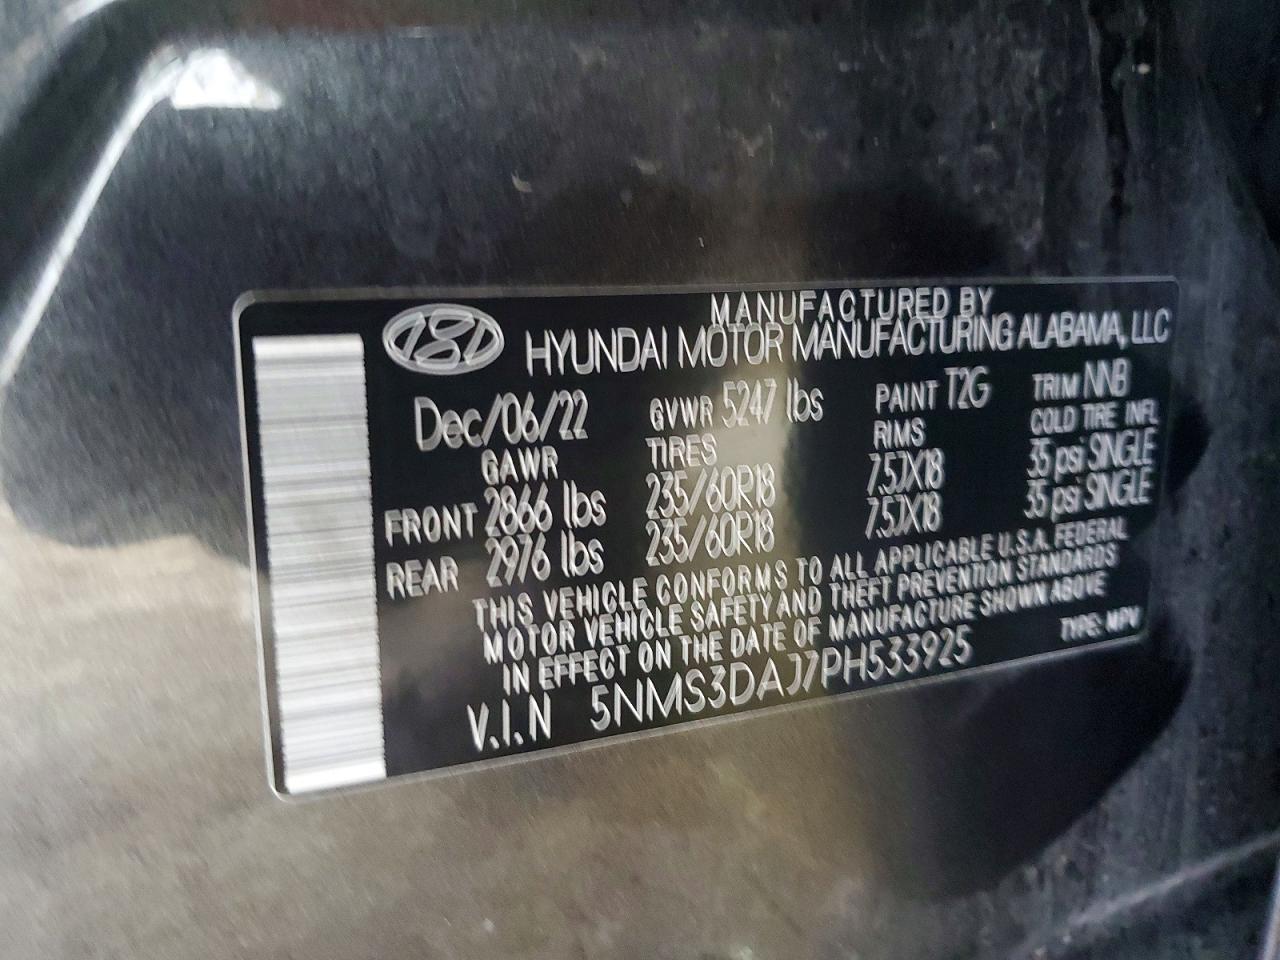 MANUFACTURED BY
HYUNDAI MOTOR MANUFACTURING ALABAMA, LLC
Dec/06/22 GVWR 5247 lbs PAINT T2G TRIM NNB
GAWR TIRES RIMS COLD TIRE INFL
FRONT 2866 lbs 235/60R18 7.5JX18 35 psi SINGLE
REAR 2976 lbs 235/60R18 7.5JX18 35 psi SINGLE
THIS VEHICLE CONFORMS TO ALL APPLICABLE U.S.A. FEDERAL
MOTOR VEHICLE SAFETY AND THEFT PREVENTION STANDARDS
IN EFFECT ON THE DATE OF MANUFACTURE SHOWN ABOVE
V.I.N 5NMS3DAJ7PH533925 TYPE: MPV